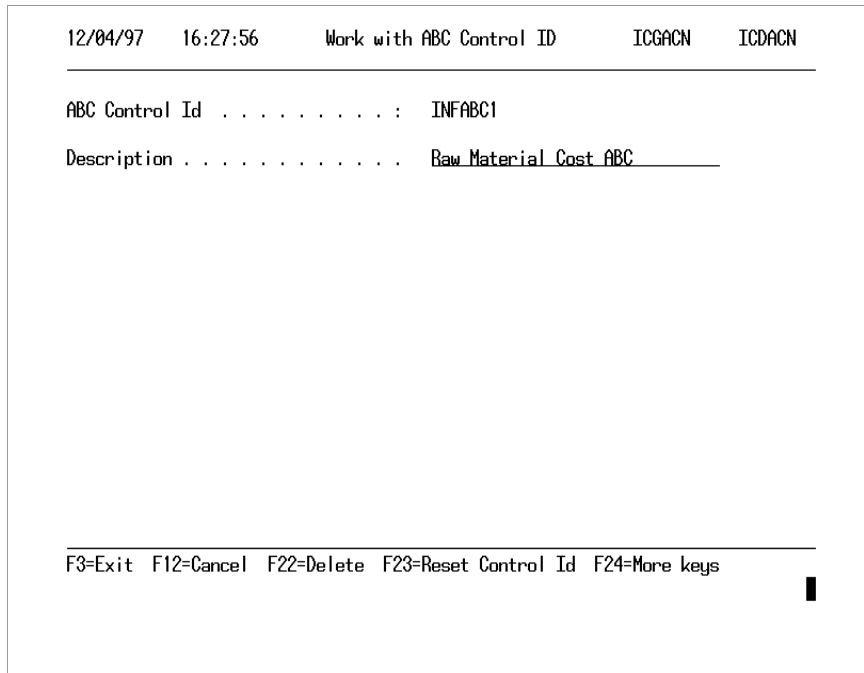 12/04/97 16:27:56 Work with ABC Control ID ICGACN ICDACN
ABC Control Id . . . . . . . . . : INFABC1
Description . . . . . . . . . . . . Raw Material Cost ABC
F3=Exit F12=Cancel F22=Delete F23=Reset Control Id F24=More keys